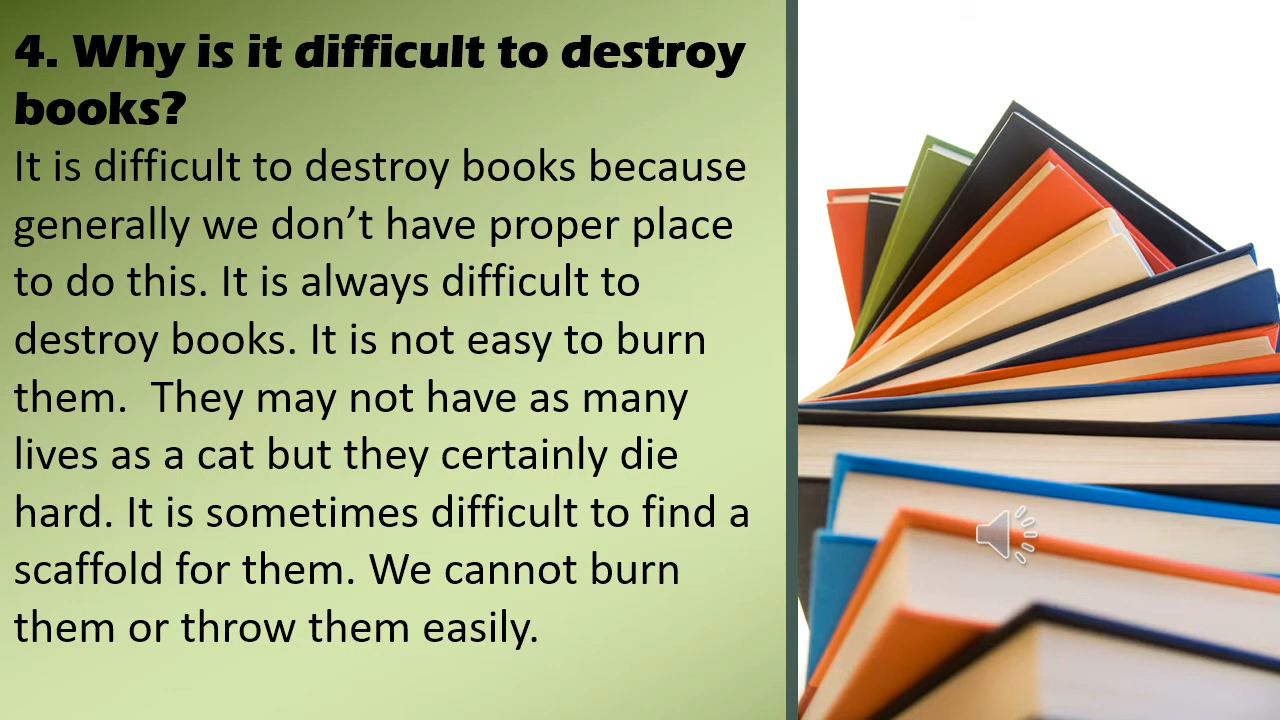 4. Why is it difficult to destroy
books?
It is difficult to destroy books because
generally we don’t have proper place
to do this. It is always difficult to
destroy books. It is not easy to burn
them.  They may not have as many
lives as a cat but they certainly die
hard. It is sometimes difficult to find a
scaffold for them. We cannot burn
them or throw them easily.